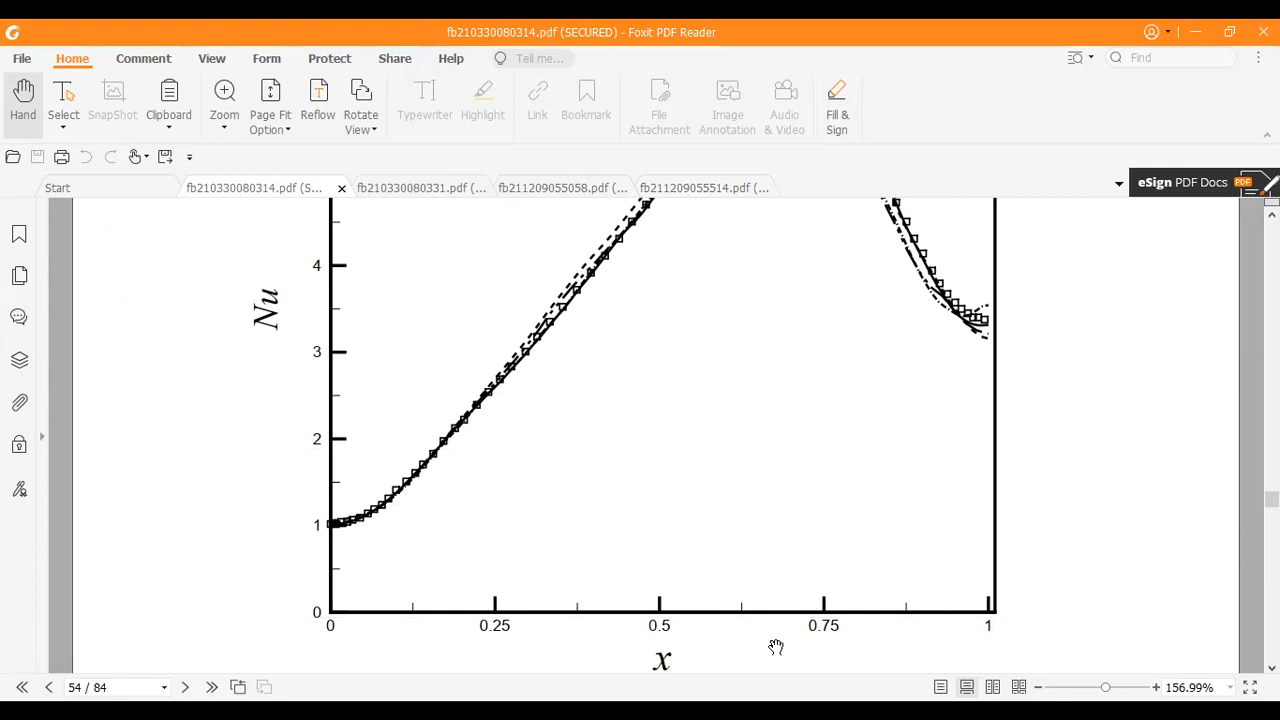 fb210330080314.pdf (SECURED) - Foxit PDF Reader
File Home Comment View Form Protect Share Help Tell me... Find
Hand Select SnapShot Clipboard Zoom Page Fit Option Reflow Rotate View Typewriter Highlight Link Bookmark File Attachment Image Annotation Audio & Video Fill & Sign
Start fb210330080314.pdf (S... fb210330080331.pdf (... fb211209055058.pdf (... fb211209055514.pdf (... eSign PDF Docs PDF
4
Nu
3
2
1
0
0 0.25 0.5 0.75 1
x
54 / 84 156.99%